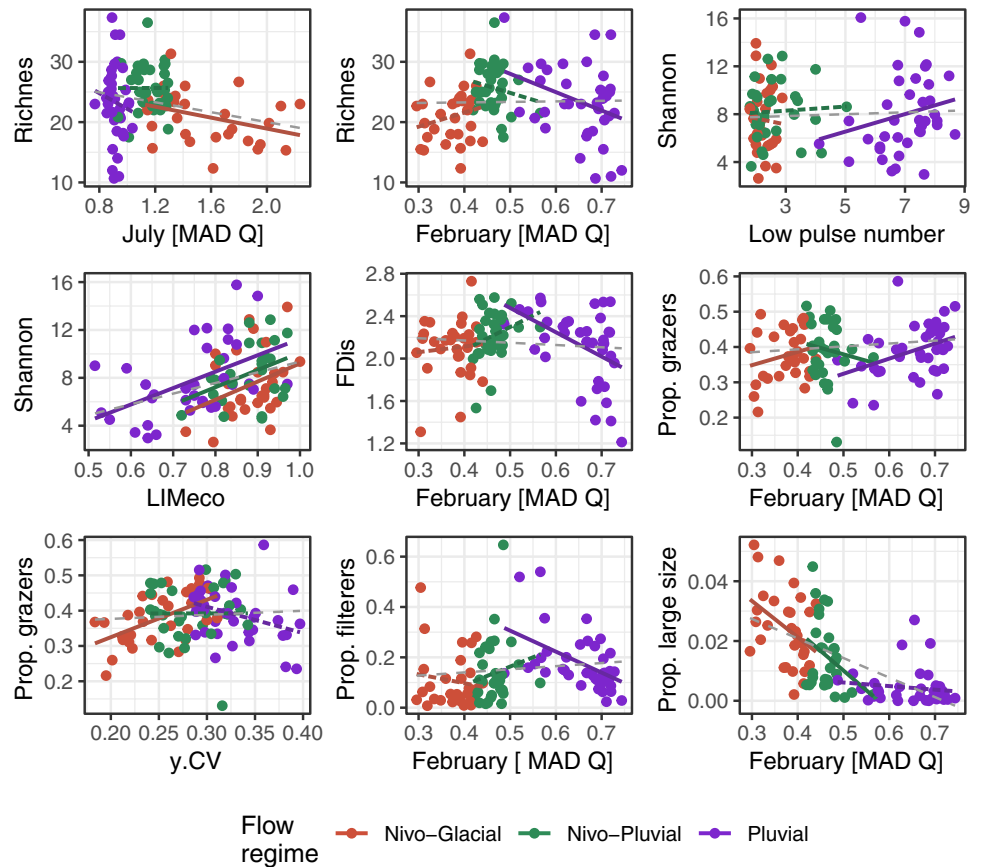 Richness
30
20
10
0.8 1.2 1.6 2.0
July [MAD Q]
Richness
30
20
10
0.3 0.4 0.5 0.6 0.7
February [MAD Q]
Shannon
16
12
8
4
3 5 7 9
Low pulse number
Shannon
16
12
8
4
0.5 0.6 0.7 0.8 0.9 1.0
LIMeco
FDis
2.8
2.4
2.0
1.6
1.2
0.3 0.4 0.5 0.6 0.7
February [MAD Q]
Prop. grazers
0.6
0.5
0.4
0.3
0.2
0.3 0.4 0.5 0.6 0.7
February [MAD Q]
Prop. grazers
0.6
0.5
0.4
0.3
0.2
0.20 0.25 0.30 0.35 0.40
y.CV
Prop. filterers
0.6
0.4
0.2
0.0
0.3 0.4 0.5 0.6 0.7
February [ MAD Q]
Prop. large size
0.04
0.02
0.00
0.3 0.4 0.5 0.6 0.7
February [MAD Q]
Flow
regime
Nivo−Glacial Nivo−Pluvial Pluvial